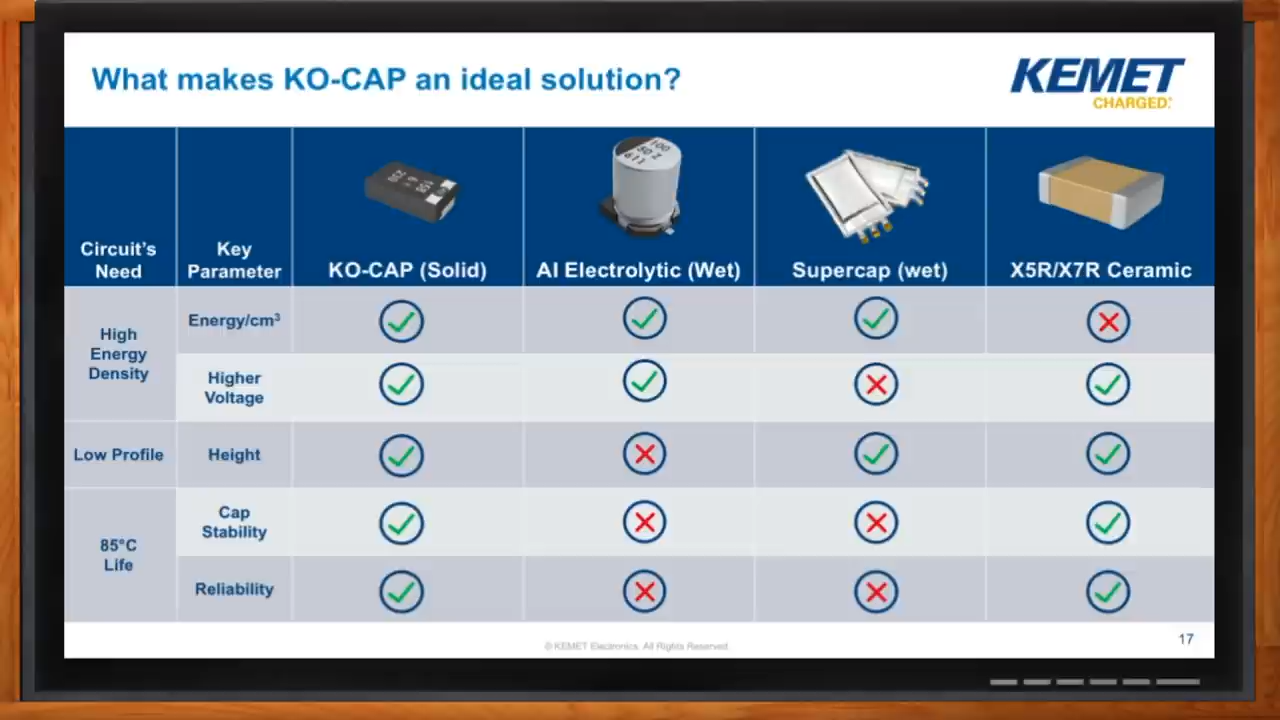 What makes KO-CAP an ideal solution?
KEMET
CHARGED.
Circuit's
Need
Key
Parameter
KO-CAP (Solid)
Al Electrolytic (Wet)
Supercap (wet)
X5R/X7R Ceramic
High
Energy
Density
Energy/cm³
Higher
Voltage
Low Profile
Height
85°C
Life
Cap
Stability
Reliability
© KEMET Electronics. All Rights Reserved.
17